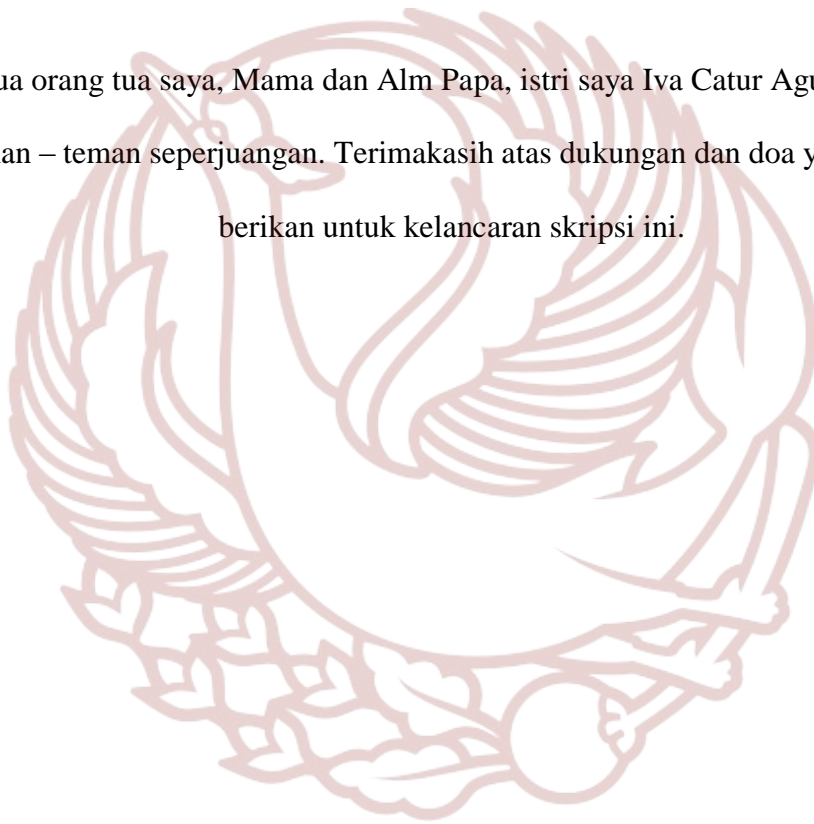 ua orang tua saya, Mama dan Alm Papa, istri saya Iva Catur Agu
an – teman seperjuangan. Terimakasih atas dukungan dan doa y
berikan untuk kelancaran skripsi ini.